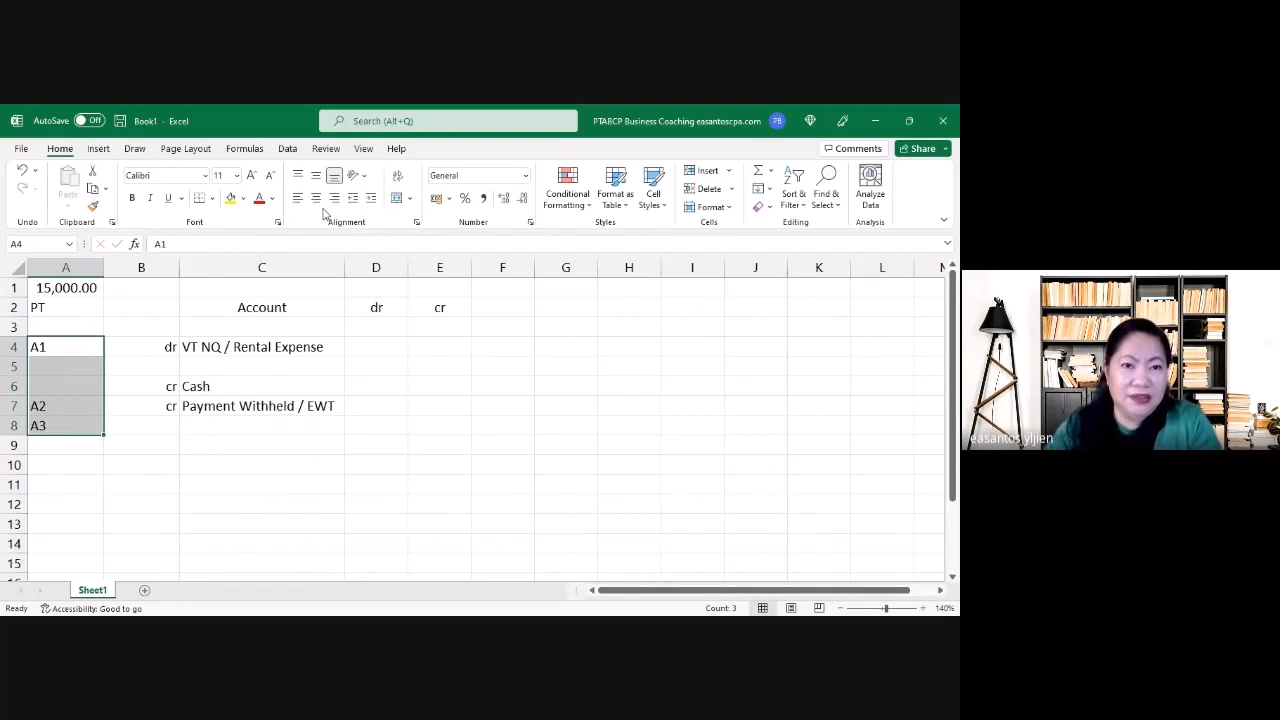 AutoSave Off Book1 - Excel Search (Alt+Q) PTABCP Business Coaching easantoscpa.com PB
File Home Insert Draw Page Layout Formulas Data Review View Help Comments Share
Paste Calibri 11 General Conditional Formatting Format as Table Cell Styles Insert Delete Format Sort & Filter Find & Select Analyze Data
Undo Clipboard Font Alignment Number Styles Cells Editing Analysis
A4 fx A1
A B C D E F G H I J K L M
1 15,000.00
2 PT Account dr cr
3
4 A1 dr VT NQ / Rental Expense
5
6 cr Cash
7 A2 cr Payment Withheld / EWT
8 A3
9
10
11
12
13
14
15
Sheet1
Ready Accessibility: Good to go Count: 3 140%
easantos yljien